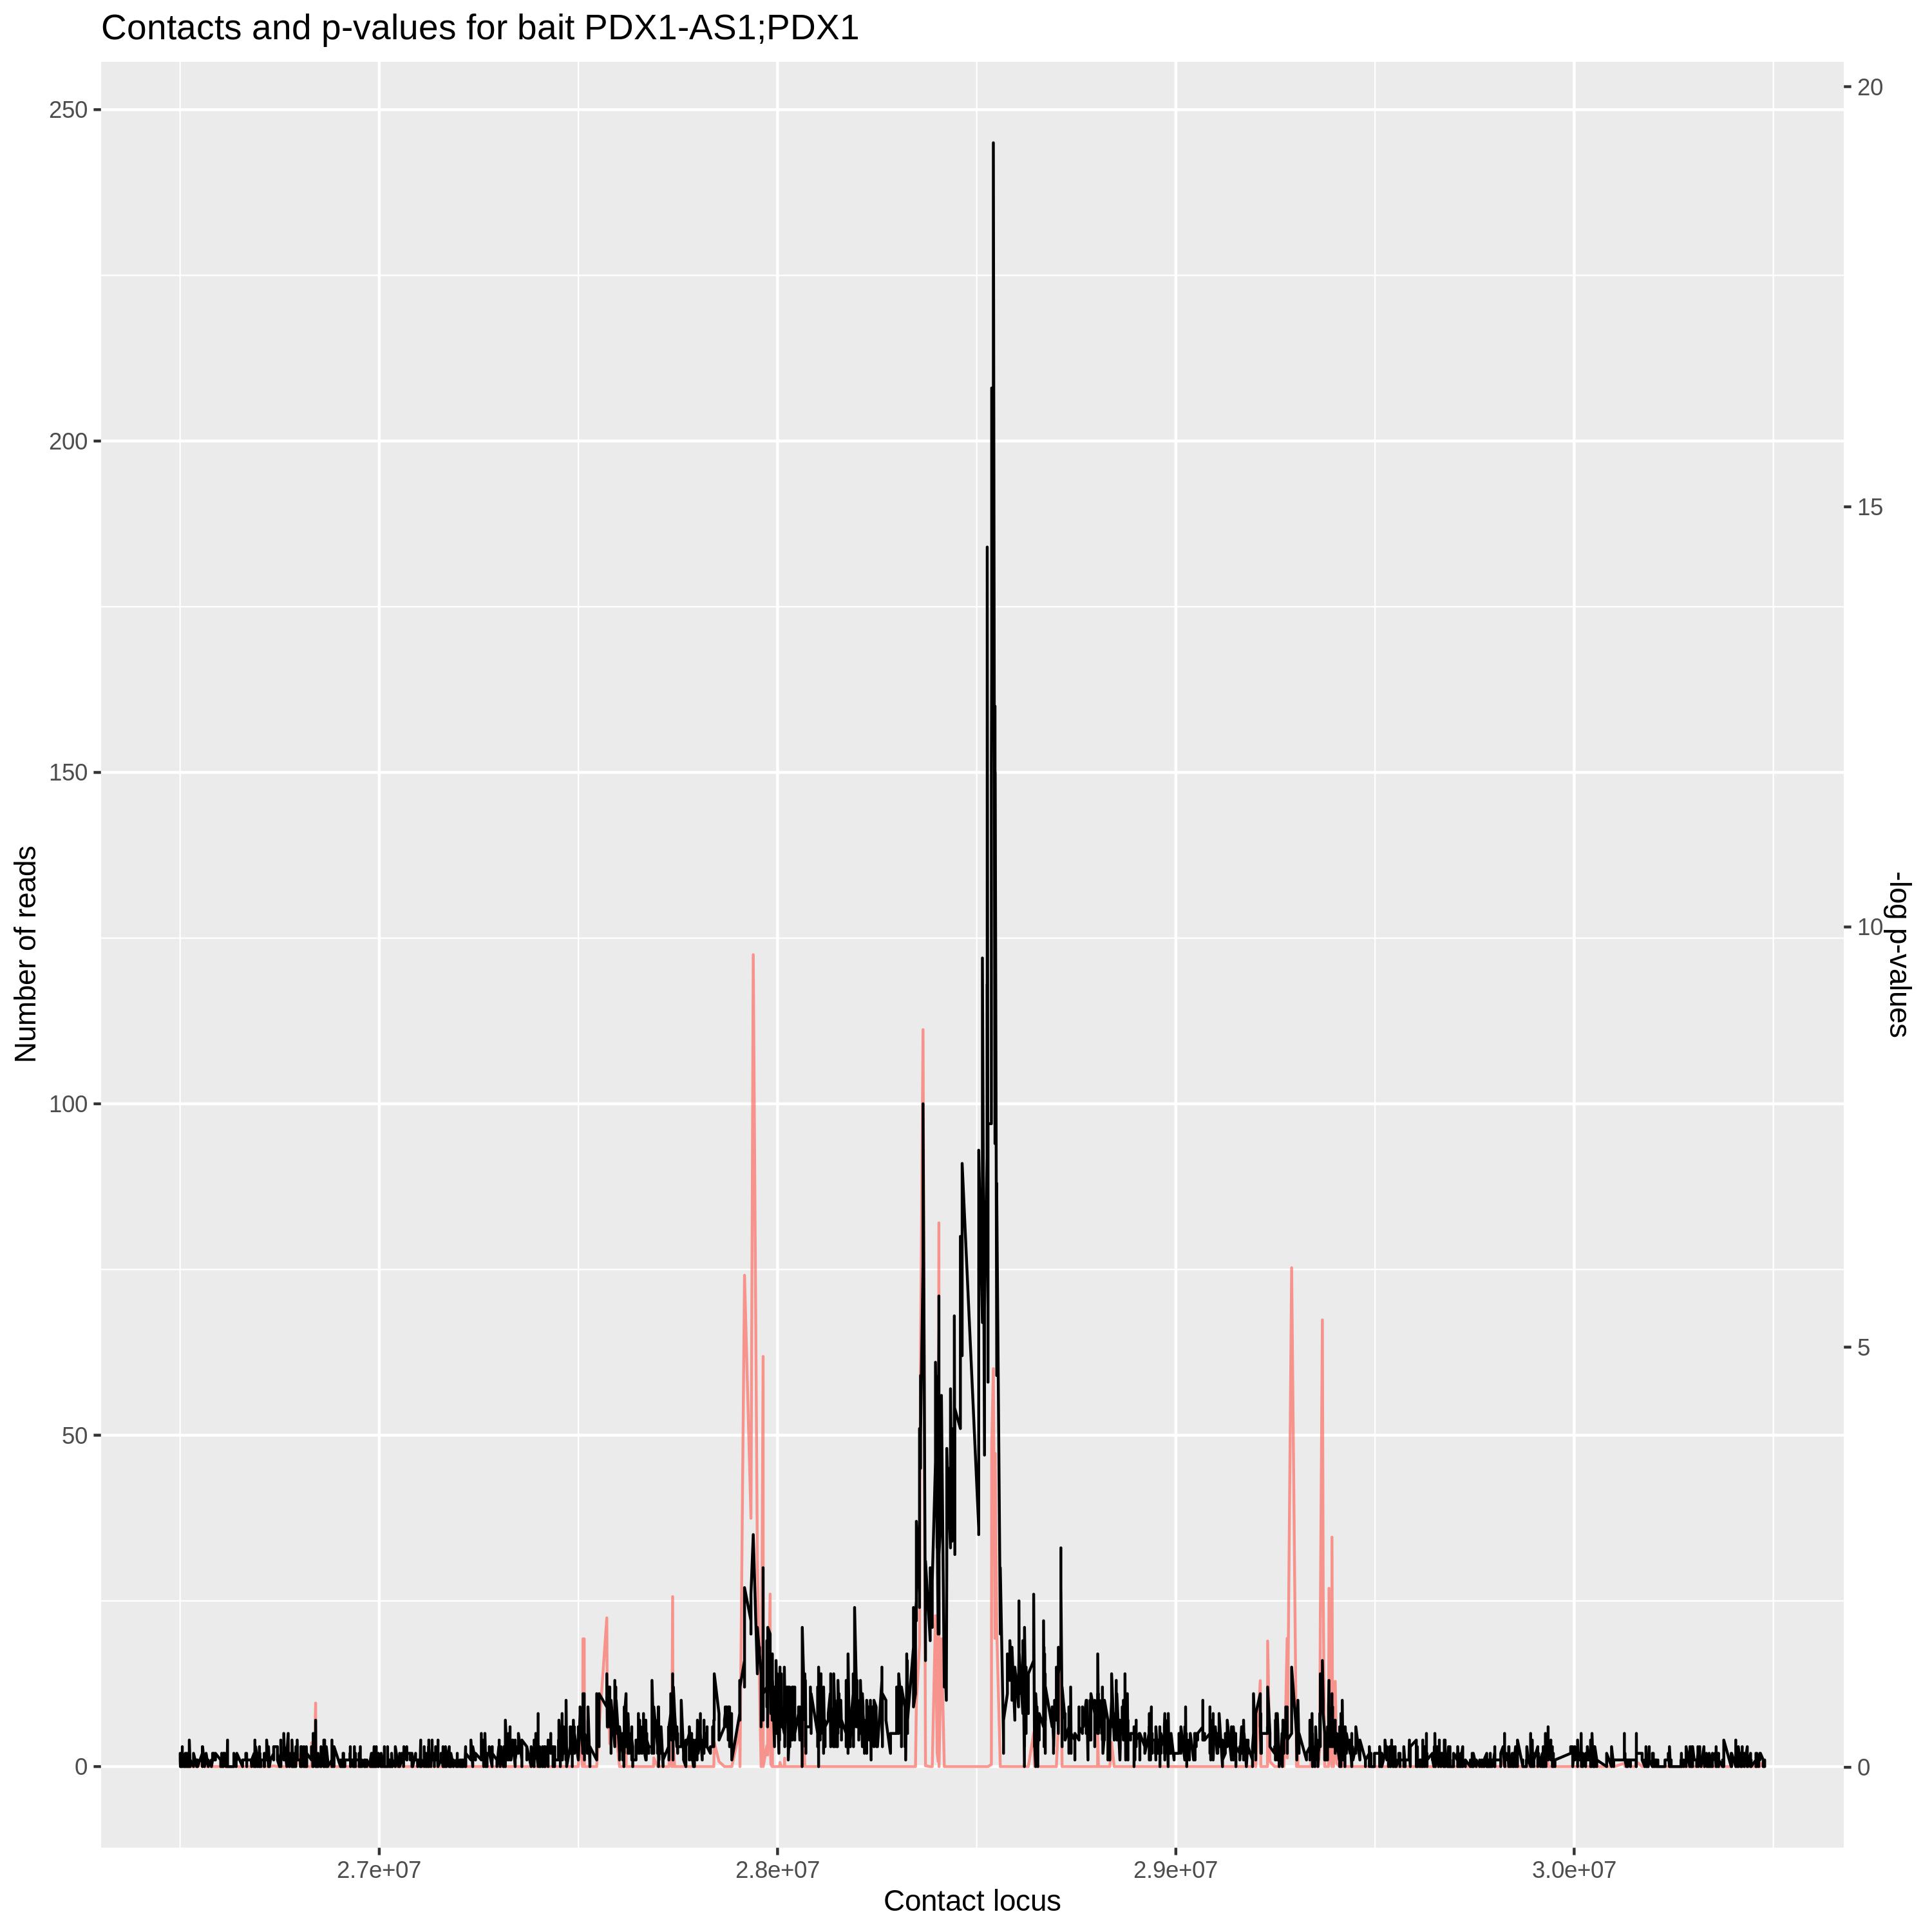 Contacts and p-values for bait PDX1-AS1;PDX1
250
200
150
100
50
0
Number of reads
20
15
10
5
0
-log p-values
2.7e+07 2.8e+07 2.9e+07 3.0e+07
Contact locus